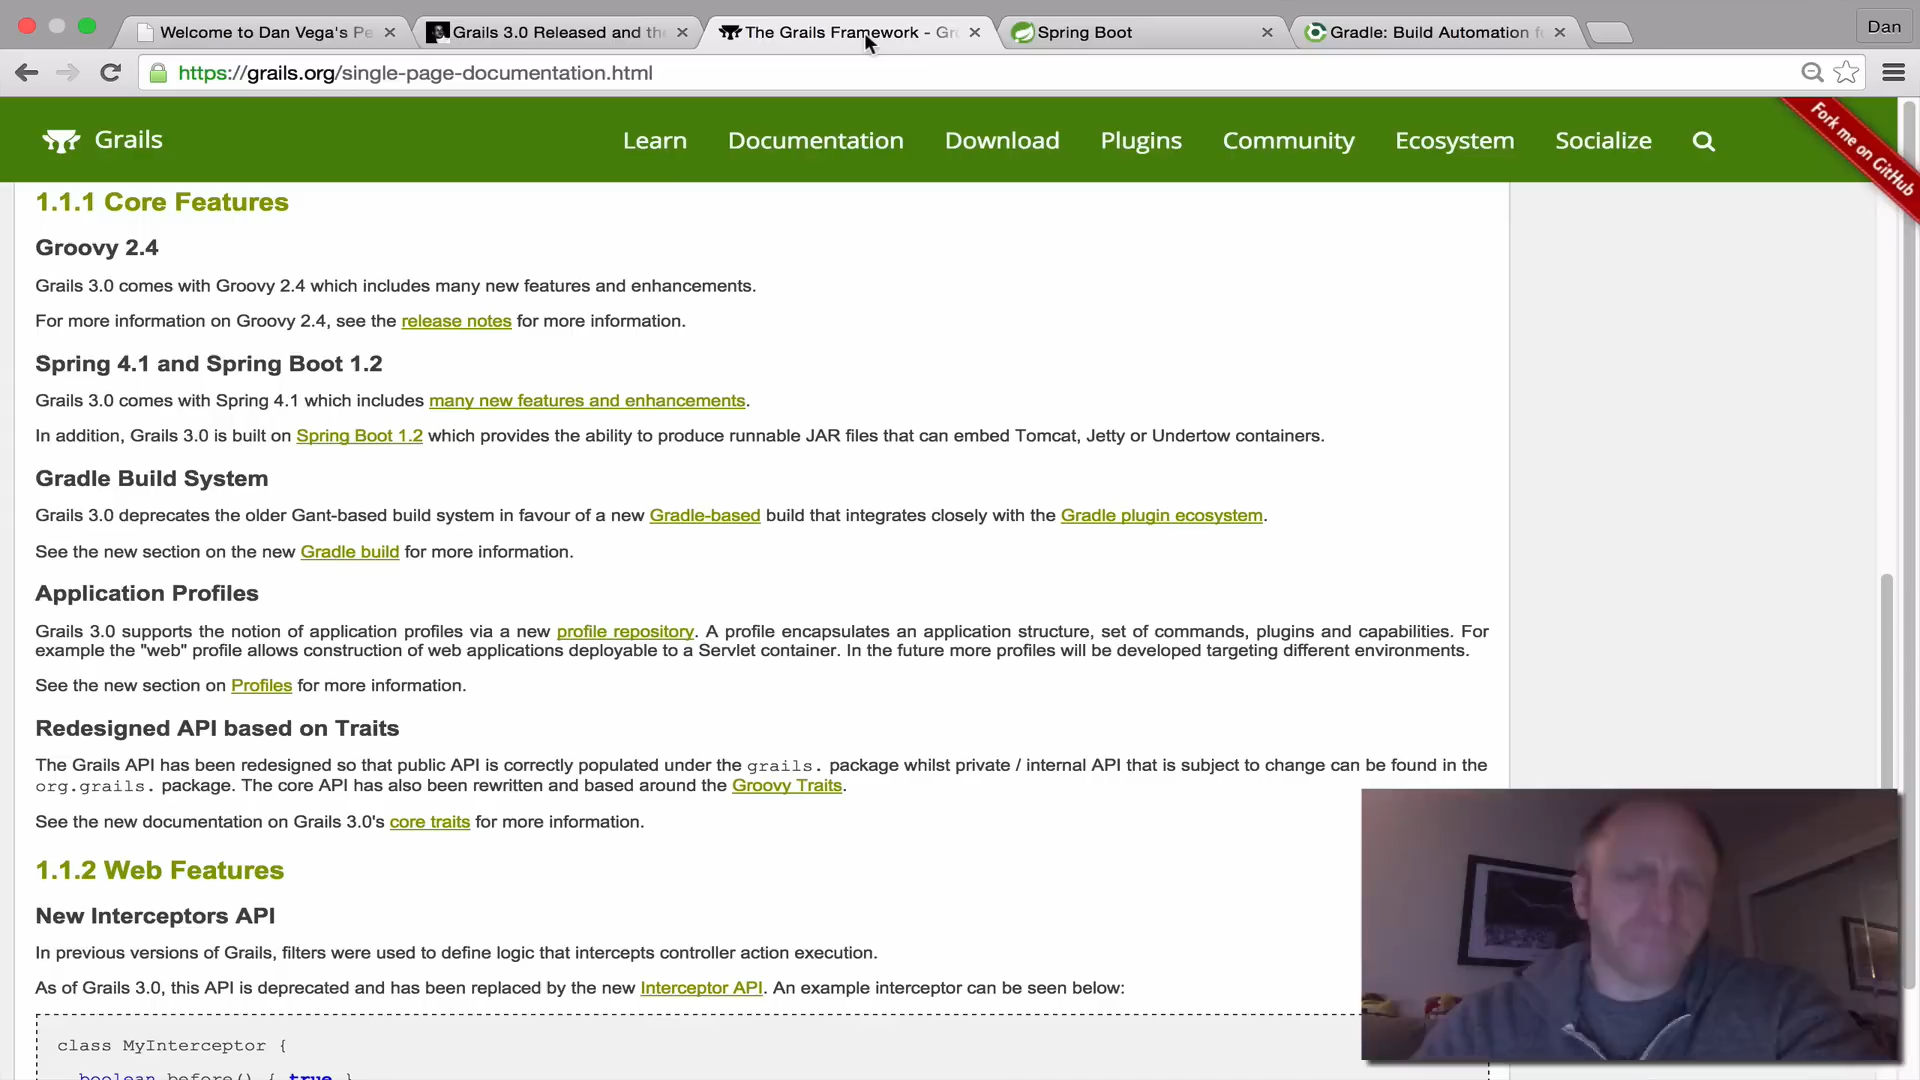 Welcome to Dan Vega's Pe
Grails 3.0 Released and th
The Grails Framework - Gr
Spring Boot
Gradle: Build Automation f
Dan
https://grails.org/single-page-documentation.html
Grails
Learn
Documentation
Download
Plugins
Community
Ecosystem
Socialize
Fork me on GitHub
1.1.1 Core Features
Groovy 2.4
Grails 3.0 comes with Groovy 2.4 which includes many new features and enhancements.
For more information on Groovy 2.4, see the release notes for more information.
Spring 4.1 and Spring Boot 1.2
Grails 3.0 comes with Spring 4.1 which includes many new features and enhancements.
In addition, Grails 3.0 is built on Spring Boot 1.2 which provides the ability to produce runnable JAR files that can embed Tomcat, Jetty or Undertow containers.
Gradle Build System
Grails 3.0 deprecates the older Gant-based build system in favour of a new Gradle-based build that integrates closely with the Gradle plugin ecosystem.
See the new section on the new Gradle build for more information.
Application Profiles
Grails 3.0 supports the notion of application profiles via a new profile repository. A profile encapsulates an application structure, set of commands, plugins and capabilities. For
example the "web" profile allows construction of web applications deployable to a Servlet container. In the future more profiles will be developed targeting different environments.
See the new section on Profiles for more information.
Redesigned API based on Traits
The Grails API has been redesigned so that public API is correctly populated under the grails. package whilst private / internal API that is subject to change can be found in the
org.grails. package. The core API has also been rewritten and based around the Groovy Traits.
See the new documentation on Grails 3.0's core traits for more information.
1.1.2 Web Features
New Interceptors API
In previous versions of Grails, filters were used to define logic that intercepts controller action execution.
As of Grails 3.0, this API is deprecated and has been replaced by the new Interceptor API. An example interceptor can be seen below:
class MyInterceptor {
boolean before() { true }